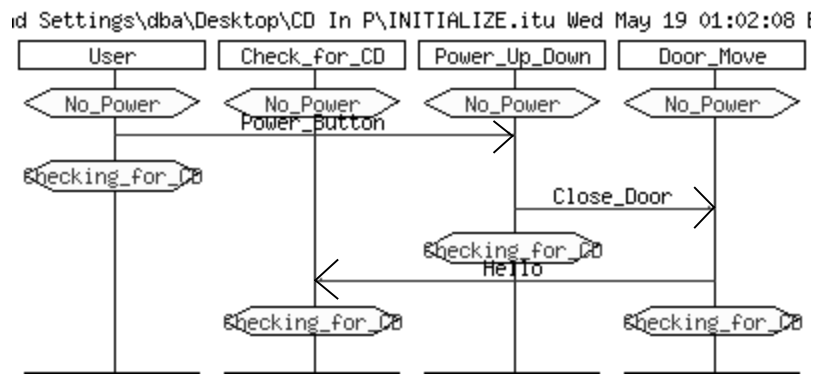 nd Settings\dba\Desktop\CD In P\INITIALIZE.itu Wed May 19 01:02:08
User Check_for_CD Power_Up_Down Door_Move
No_Power No_Power No_Power No_Power
Power_Button
Checking_for_CD
Close_Door
Checking_for_CD
Hello
Checking_for_CD Checking_for_CD